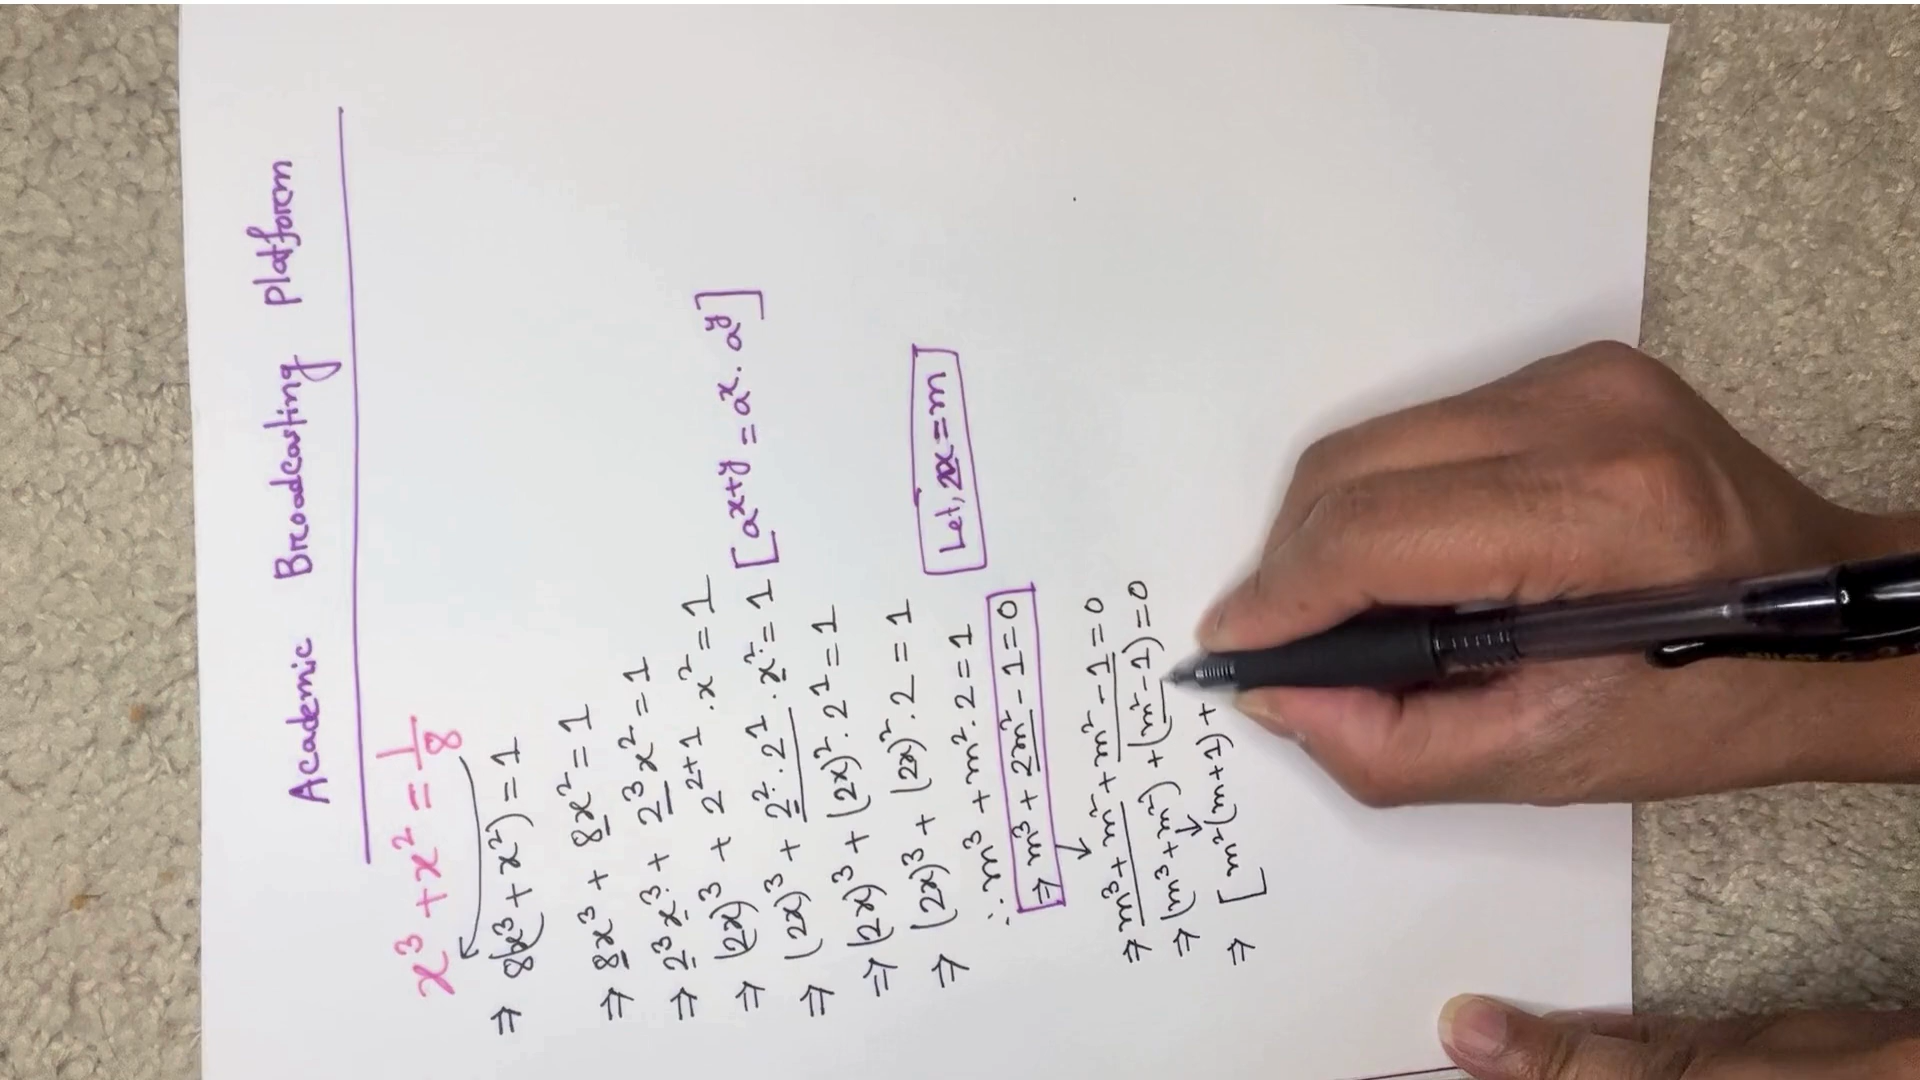 Academic Broadcasting Platform
x³ + x² = 1/8
⇒ 8(x³ + x²) = 1
⇒ 8x³ + 8x² = 1
⇒ 2³x³ + 2³x² = 1
⇒ (2x)³ + 2²⁺¹ . x² = 1
⇒ (2x)³ + 2² . 2¹ . x² = 1 [aˣ⁺ʸ = aˣ . aʸ]
⇒ (2x)³ + (2x)² . 2¹ = 1
⇒ (2x)³ + (2x)² . 2 = 1
∴ m³ + m² . 2 = 1 Let, 2x = m
⇒ m³ + 2m² - 1 = 0
⇒ m³ + m² + m² - 1 = 0
⇒ (m³ + m²) + (m² - 1) = 0
⇒ [m²(m + 1) +